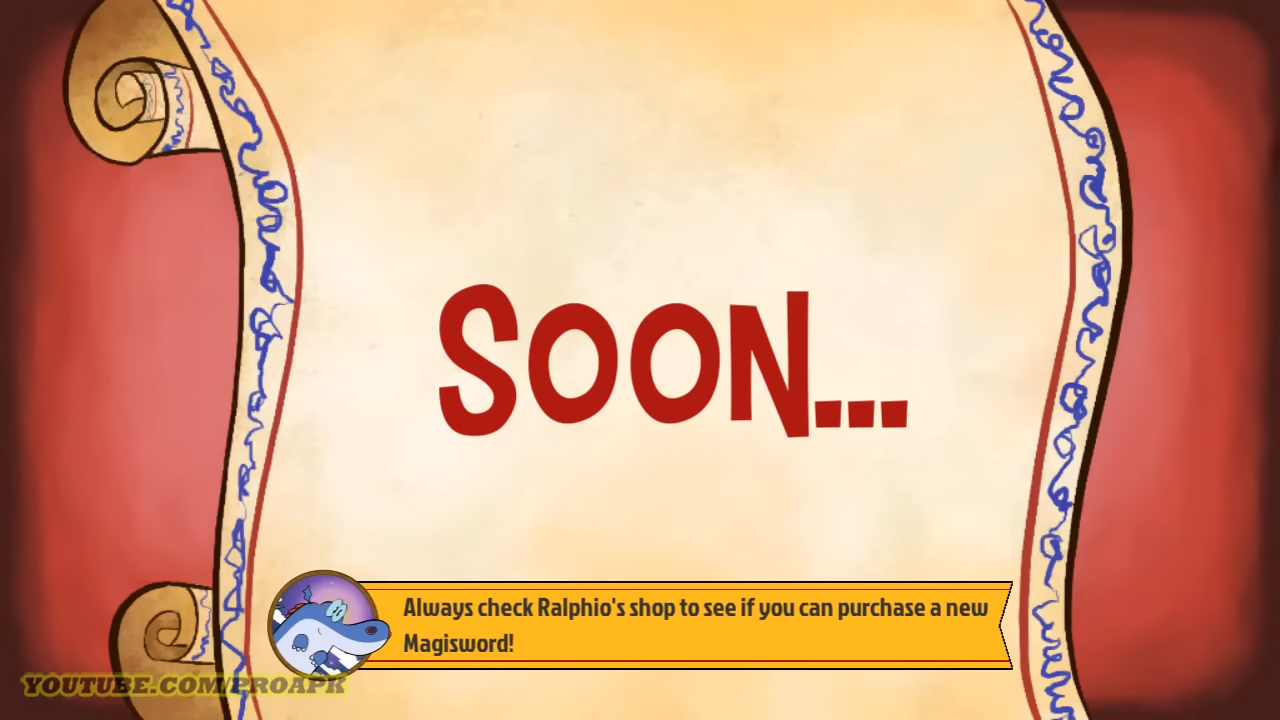 SOON...
Always check Ralphio's shop to see if you can purchase a new
Magisword!
YOUTUBE.COM/PROAPK